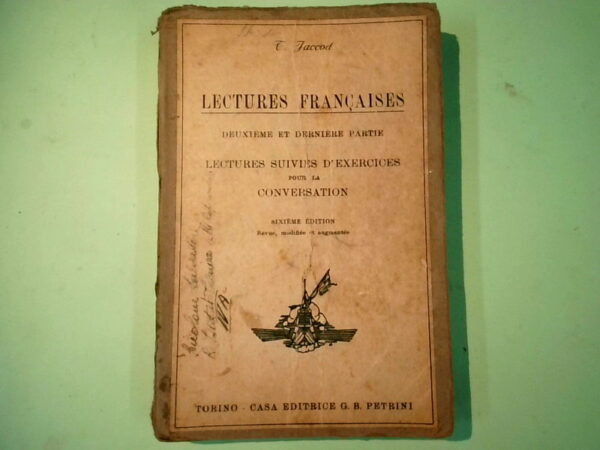 T. Jaccod
LECTURES FRANÇAISES
DEUXIÈME ET DERNIÈRE PARTIE
LECTURES SUIVIES D'EXERCICES
POUR LA
CONVERSATION
SIXIÈME ÉDITION
Revue, modifiée et augmentée
TORINO - CASA EDITRICE G. B. PETRINI